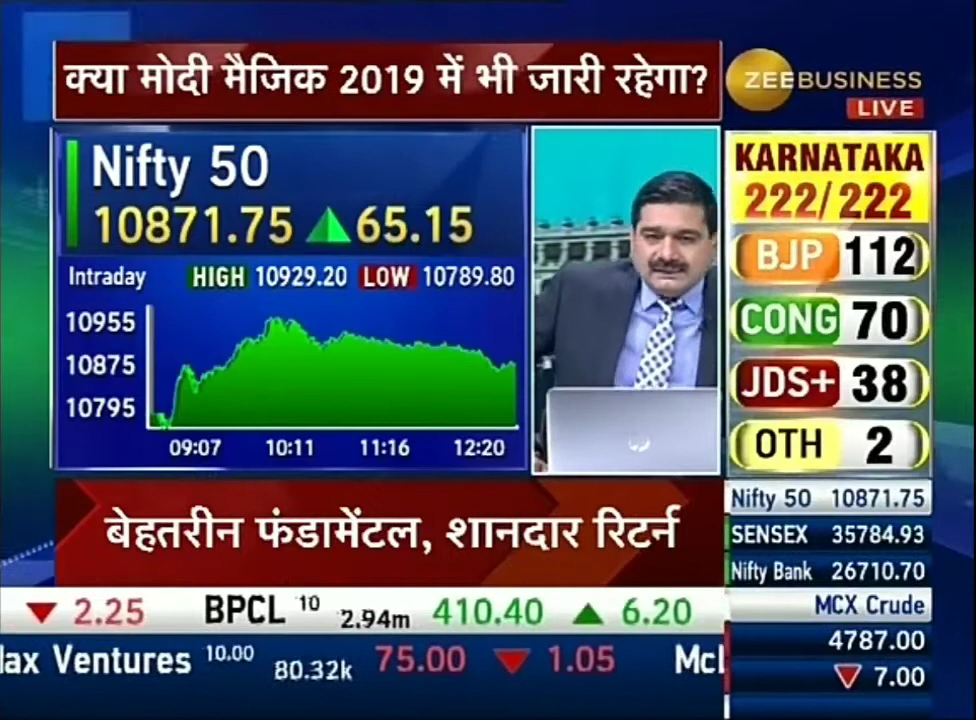 क्या मोदी मैजिक 2019 में भी जारी रहेगा?
ZEEBUSINESS
LIVE
Nifty 50
10871.75 ▲ 65.15
Intraday HIGH 10929.20 LOW 10789.80
10955
10875
10795
09:07 10:11 11:16 12:20
KARNATAKA
222/222
BJP 112
CONG 70
JDS+ 38
OTH 2
बेहतरीन फंडामेंटल, शानदार रिटर्न
Nifty 50 10871.75
SENSEX 35784.93
Nifty Bank 26710.70
MCX Crude
4787.00
▼ 7.00
▼ 2.25 BPCL 10 2.94m 410.40 ▲ 6.20
Ventures 10.00 80.32k 75.00 ▼ 1.05